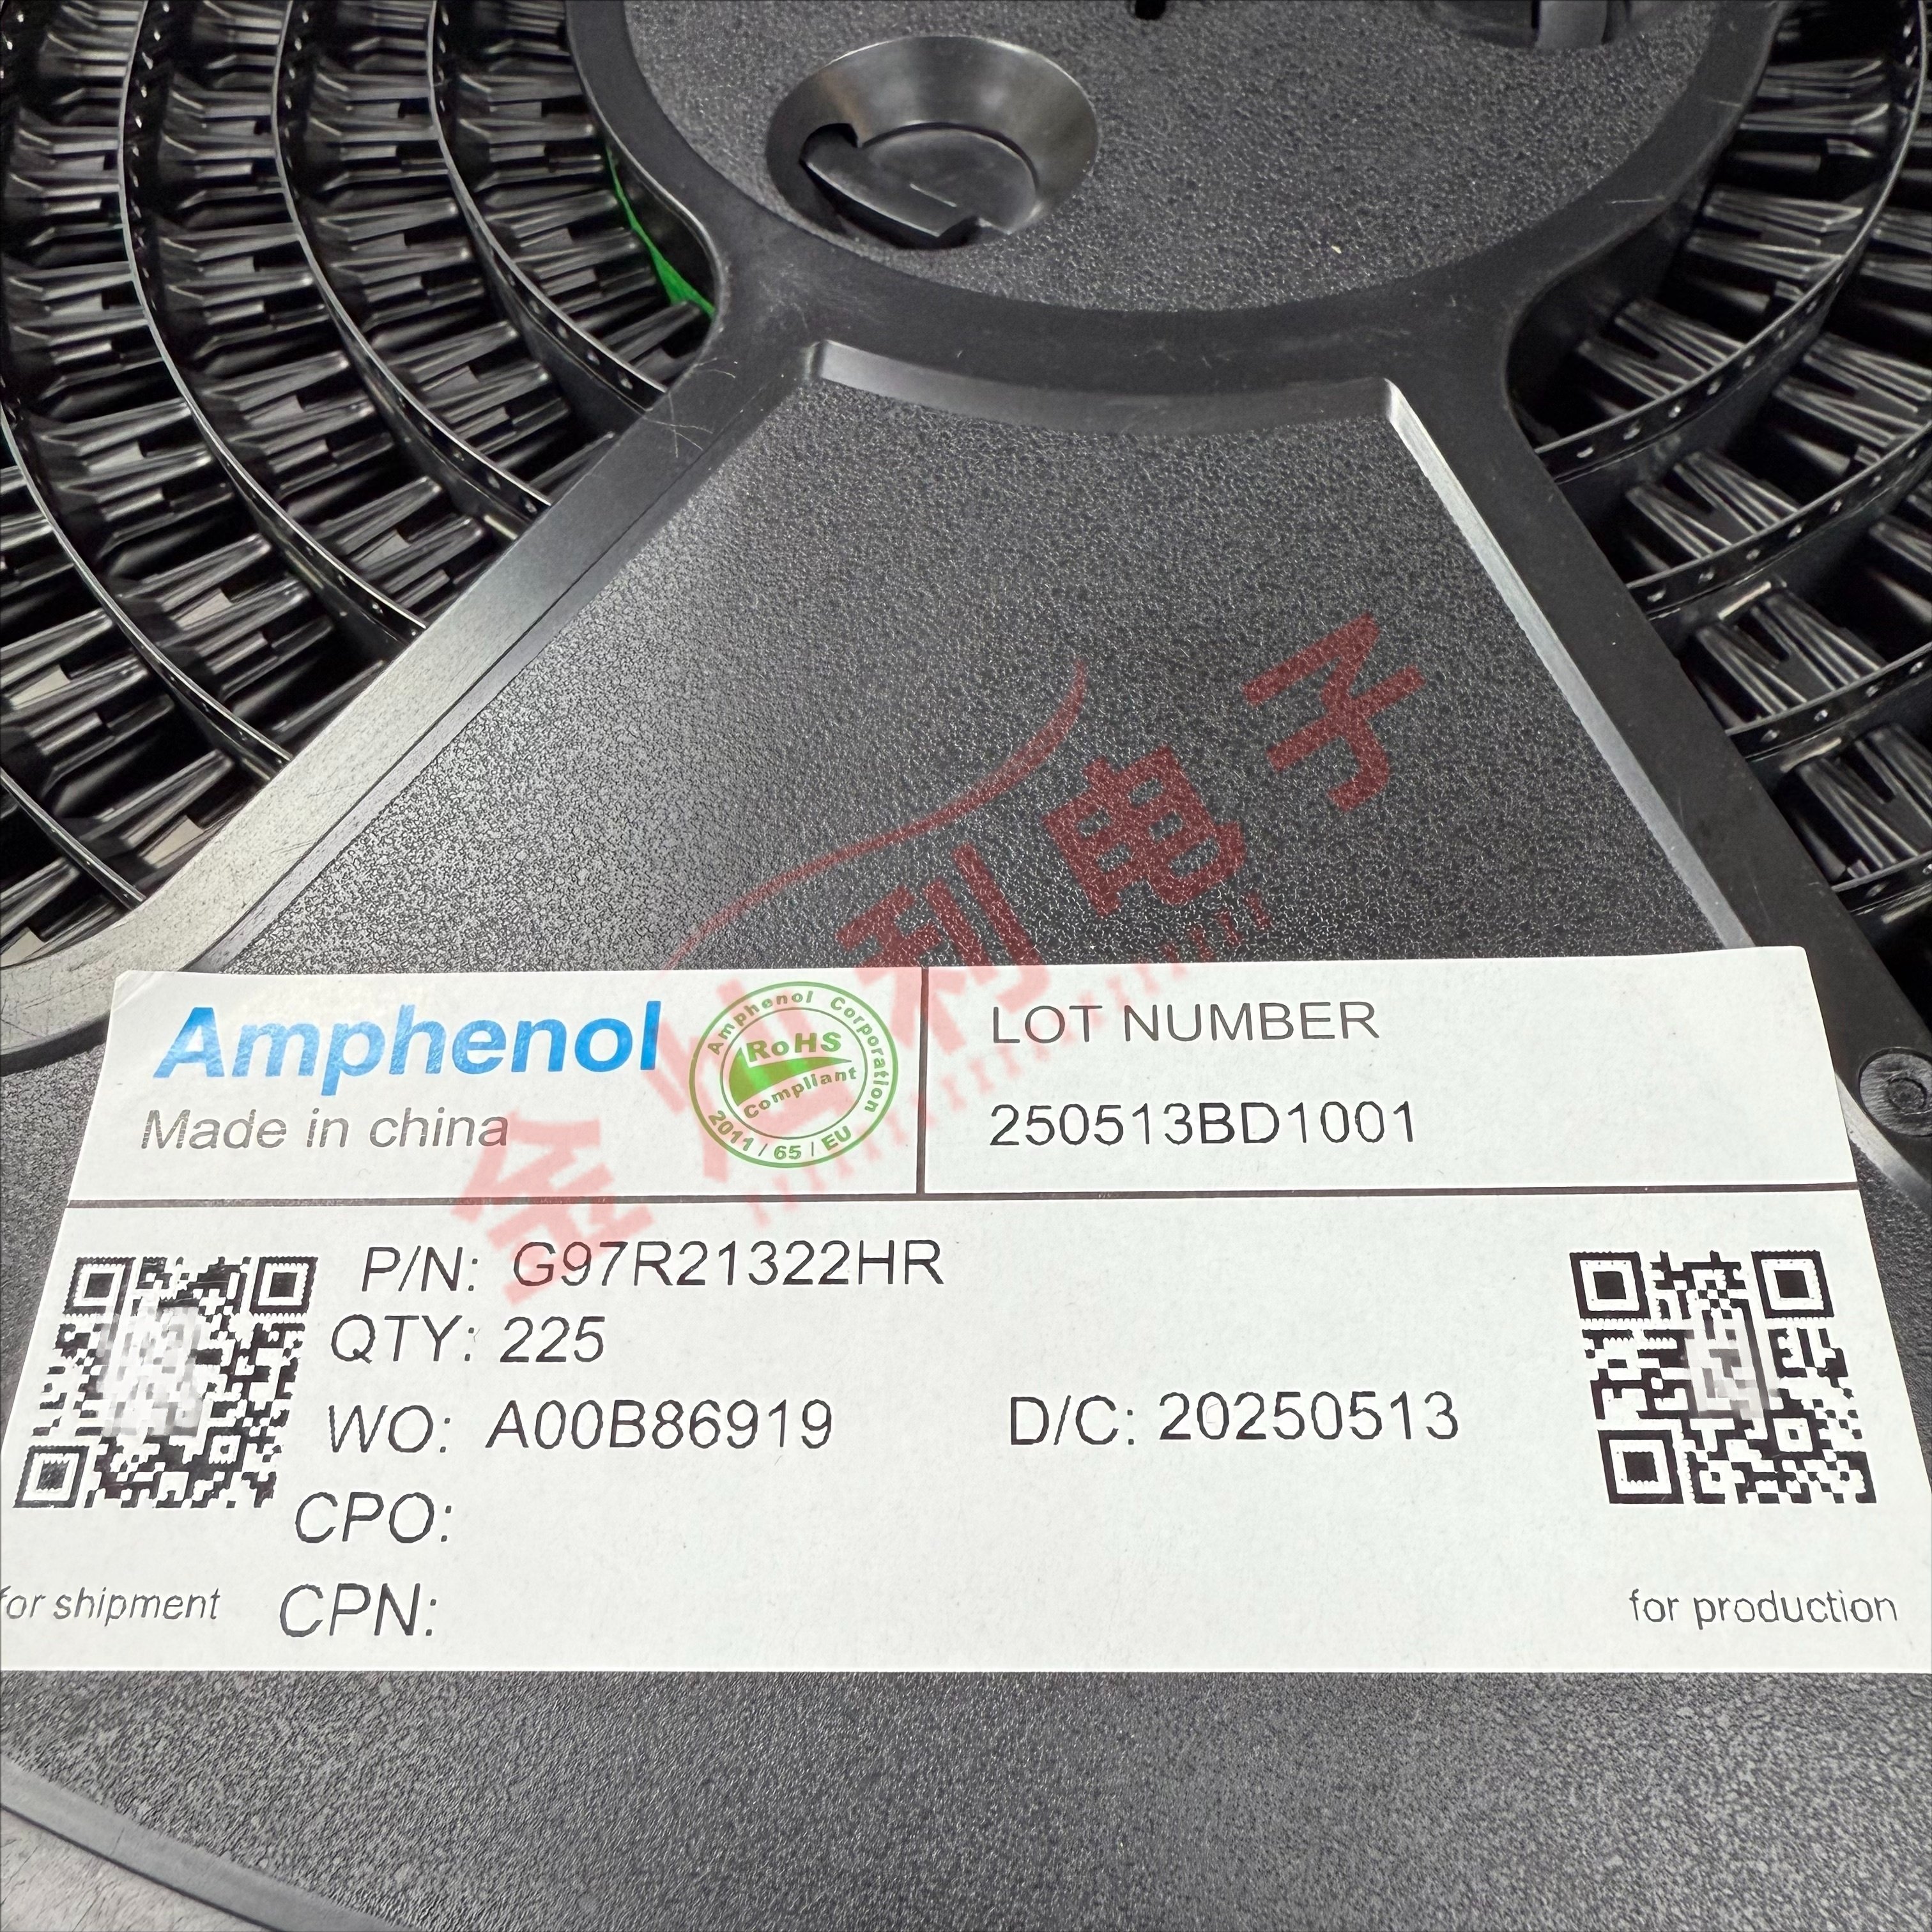 Amphenol
Made in china
Amphenol Corporation
RoHS
Compliant
2011 / 65 / EU
LOT NUMBER
250513BD1001
P/N: G97R21322HR
QTY: 225
WO: A00B86919
D/C: 20250513
CPO:
CPN:
for shipment
for production
利电子